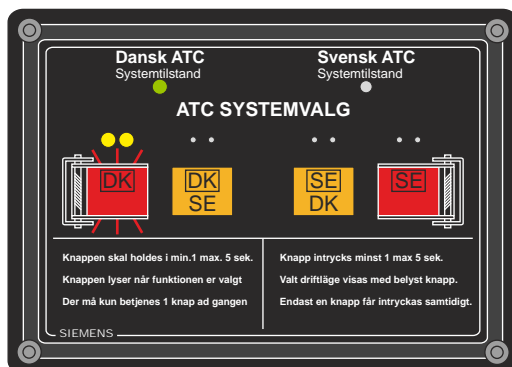 Dansk ATC
Systemtilstand
Svensk ATC
Systemtilstand
ATC SYSTEMVALG
DK
DK
SE
SE
DK
SE
Knappen skal holdes i min.1 max. 5 sek.
Knappen lyser når funktionen er valgt
Der må kun betjenes 1 knap ad gangen
Knapp intrycks minst 1 max 5 sek.
Valt driftläge visas med belyst knapp.
Endast en knapp får intryckas samtidigt.
SIEMENS